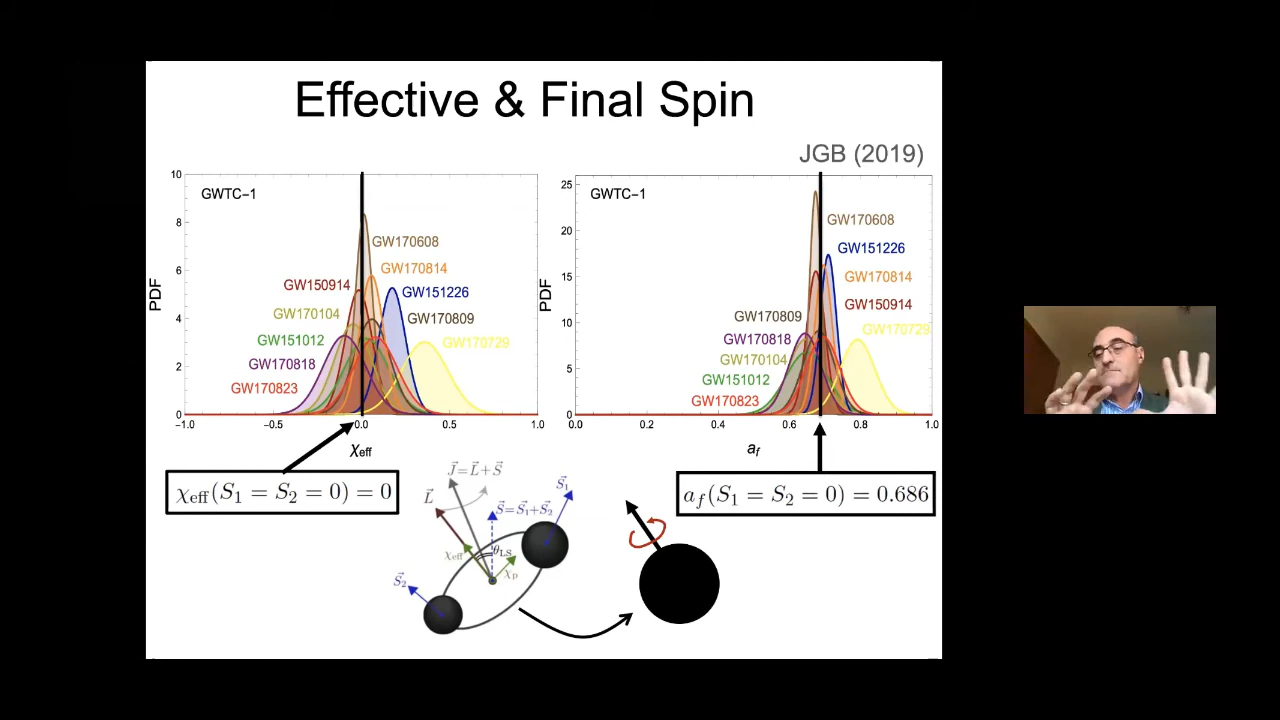 Effective & Final Spin
JGB (2019)
10
8
6
4
2
0
PDF
GWTC−1
GW170608
GW170814
GW150914
GW151226
GW170104
GW170809
GW151012
GW170729
GW170818
GW170823
−1.0 −0.5 0.0 0.5 1.0
χeff
25
20
15
10
5
0
PDF
GWTC−1
GW170608
GW151226
GW170814
GW150914
GW170809
GW170729
GW170818
GW170104
GW151012
GW170823
0.0 0.2 0.4 0.6 0.8 1.0
af
χeff(S1 = S2 = 0) = 0
af(S1 = S2 = 0) = 0.686
J⃗=L⃗+S⃗
L⃗
S⃗1
S⃗=S⃗1+S⃗2
χeff
θLS
χp
S⃗2